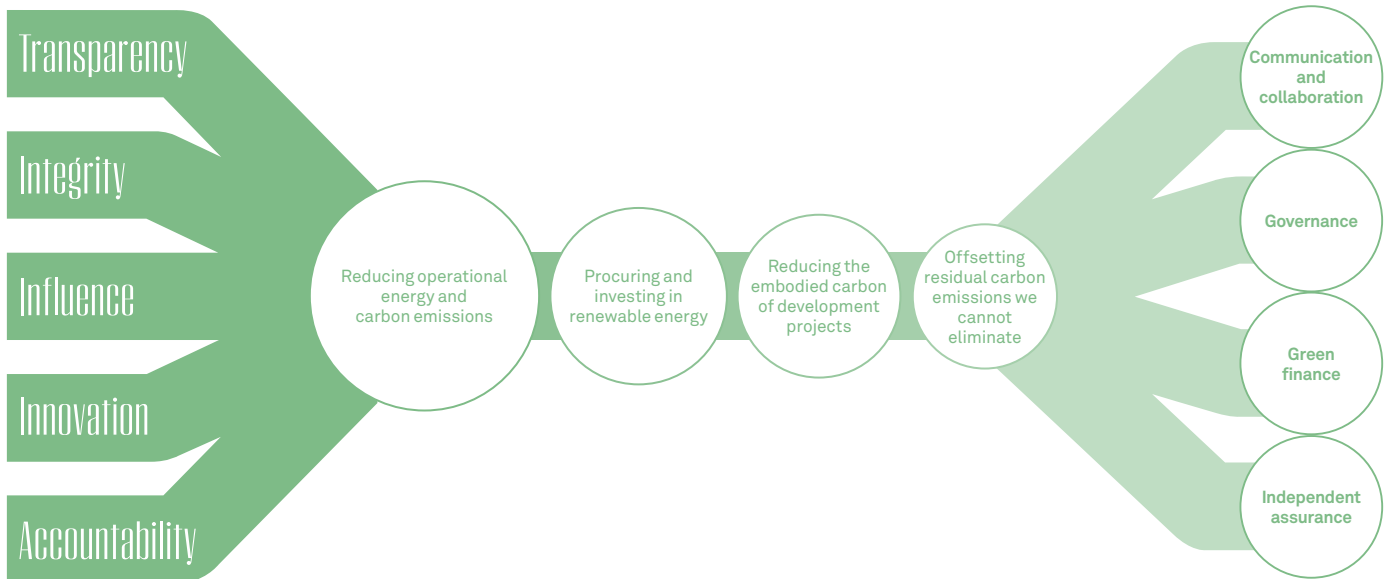 Transparency
Integrity
Influence
Innovation
Accountability
Reducing operational
energy and
carbon emissions
Procuring and
investing in
renewable energy
Reducing the
embodied carbon
of development
projects
Offsetting
residual carbon
emissions we
cannot
eliminate
Communication
and
collaboration
Governance
Green
finance
Independent
assurance